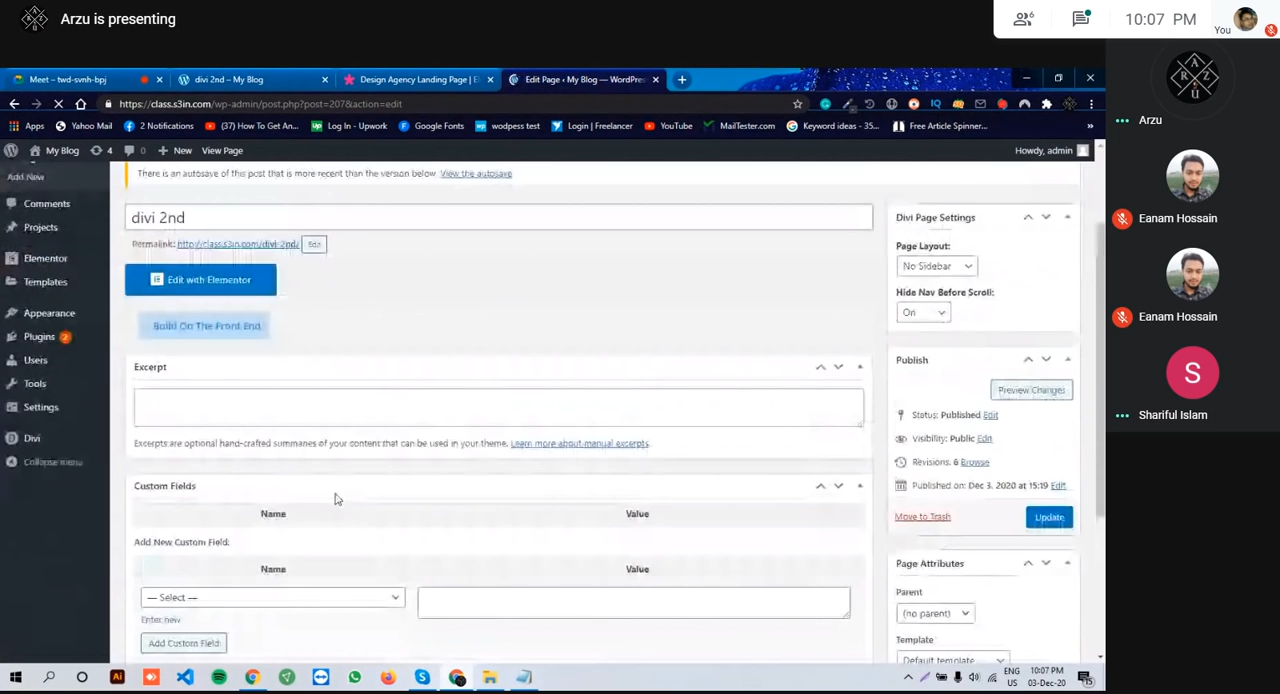 Arzu is presenting
6
10:07 PM
You
Meet – twd-svnh-bpj
divi 2nd – My Blog
Design Agency Landing Page | E
Edit Page ‹ My Blog — WordPres
https://class.s3in.com/wp-admin/post.php?post=207&action=edit
Apps
Yahoo Mail
2 Notifications
(37) How To Get An...
Log In - Upwork
Google Fonts
wodpess test
Login | Freelancer
YouTube
MailTester.com
Keyword ideas - 35...
Free Article Spinner...
My Blog
4
0
New
View Page
Howdy, admin
Add New
Comments
Projects
Elementor
Templates
Appearance
Plugins 2
Users
Tools
Settings
Divi
Collapse menu
There is an autosave of this post that is more recent than the version below. View the autosave
divi 2nd
Permalink: http://class.s3in.com/divi-2nd/ Edit
Edit with Elementor
Build On The Front End
Excerpt
Excerpts are optional hand-crafted summaries of your content that can be used in your theme. Learn more about manual excerpts.
Custom Fields
Name
Value
Add New Custom Field:
Name
Value
— Select —
Enter new
Add Custom Field
Divi Page Settings
Page Layout:
No Sidebar
Hide Nav Before Scroll:
On
Publish
Preview Changes
Status: Published Edit
Visibility: Public Edit
Revisions: 6 Browse
Published on: Dec 3, 2020 at 15:19 Edit
Move to Trash
Update
Page Attributes
Parent
(no parent)
Template
Default template
ARZU
Arzu
Eanam Hossain
Eanam Hossain
S
Shariful Islam
ENG
US
10:07 PM
03-Dec-20
15